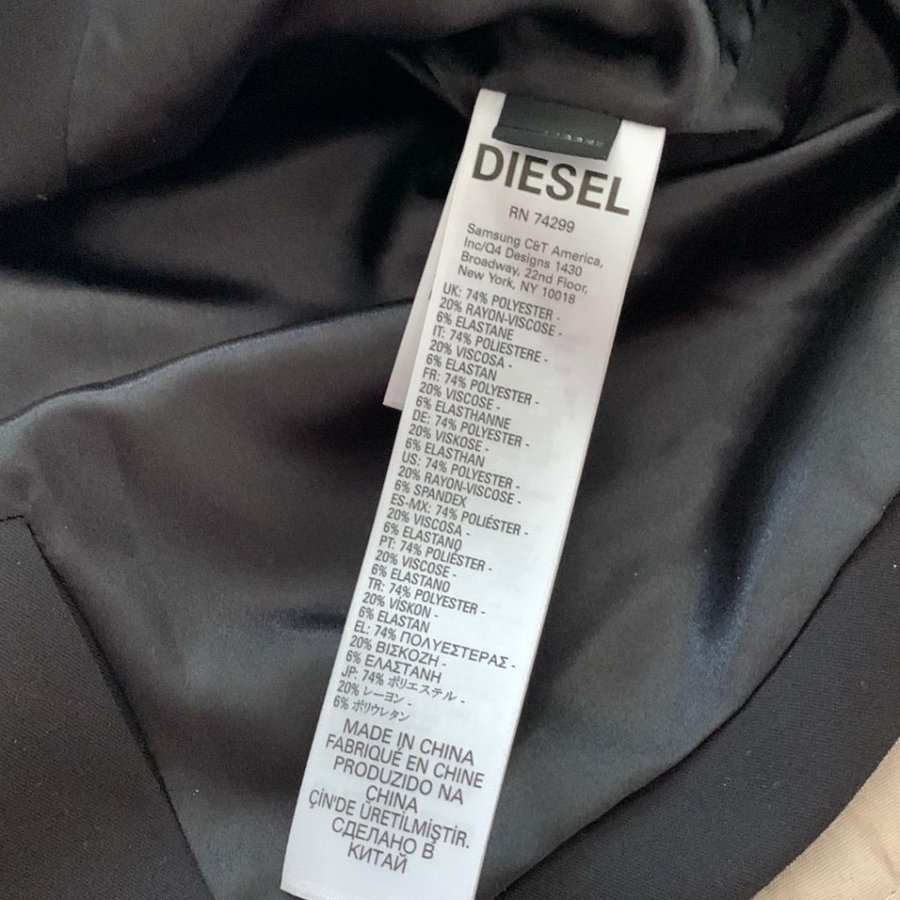 DIESEL
RN 74299
Samsung C&T America,
Inc/Q4 Designs 1430
Broadway, 22nd Floor,
New York, NY 10018
UK: 74% POLYESTER -
20% RAYON-VISCOSE -
6% ELASTANE
IT: 74% POLIESTERE -
20% VISCOSA -
6% ELASTAN
FR: 74% POLYESTER -
20% VISCOSE -
6% ELASTHANNE
DE: 74% POLYESTER -
20% VISKOSE -
6% ELASTHAN
US: 74% POLYESTER -
20% RAYON-VISCOSE -
6% SPANDEX
ES-MX: 74% POLIÉSTER -
20% VISCOSA -
6% ELASTANO
PT: 74% POLIÉSTER -
20% VISCOSE -
6% ELASTANO
TR: 74% POLYESTER -
20% VİSKON -
6% ELASTAN
EL: 74% ΠΟΛΥΕΣΤΕΡΑΣ -
20% ΒΙΣΚΟΖΗ -
6% ΕΛΑΣΤΑΝΗ
JP: 74% ポリエステル -
20% レーヨン -
6% ポリウレタン
MADE IN CHINA
FABRIQUÉ EN CHINE
PRODUZIDO NA
CHINA
ÇİN'DE ÜRETİLMİŞTİR.
СДЕЛАНО В
КИТАЙ